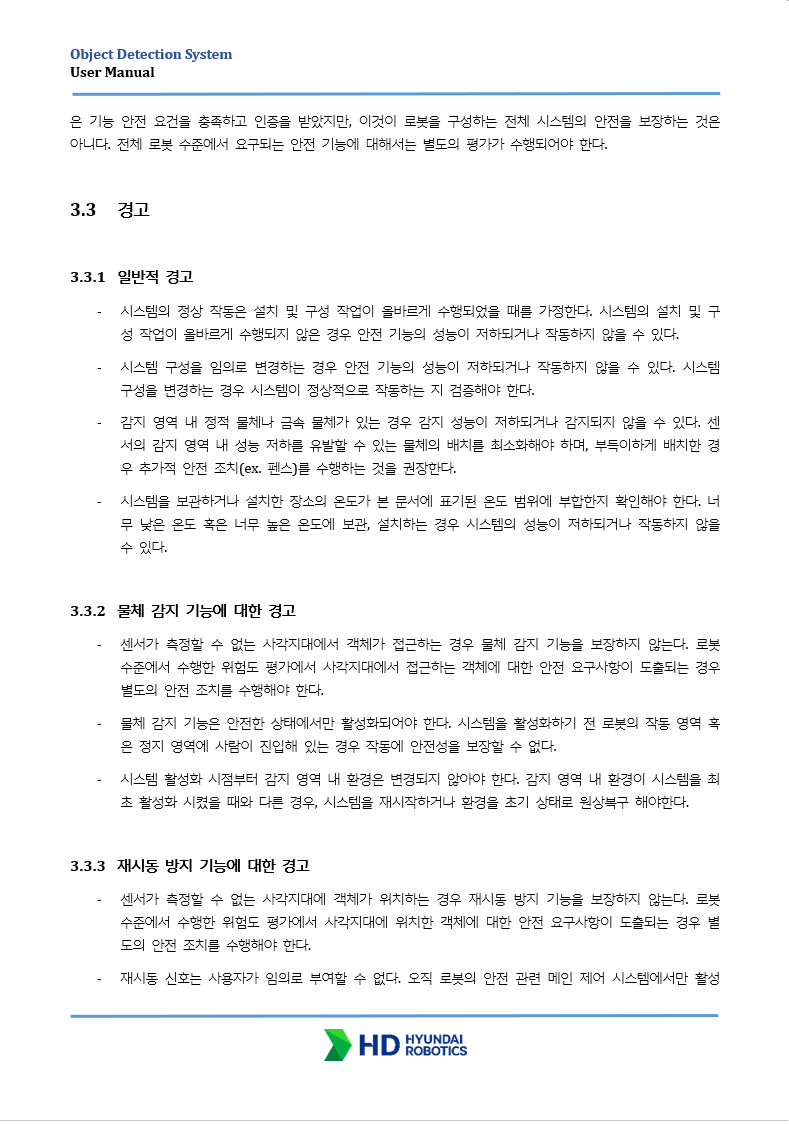 Object Detection System
User Manual
은 기능 안전 요건을 충족하고 인증을 받았지만, 이것이 로봇을 구성하는 전체 시스템의 안전을 보장하는 것은
아니다. 전체 로봇 수준에서 요구되는 안전 기능에 대해서는 별도의 평가가 수행되어야 한다.
3.3 경고
3.3.1 일반적 경고
- 시스템의 정상 작동은 설치 및 구성 작업이 올바르게 수행되었을 때를 가정한다. 시스템의 설치 및 구
성 작업이 올바르게 수행되지 않은 경우 안전 기능의 성능이 저하되거나 작동하지 않을 수 있다.
- 시스템 구성을 임의로 변경하는 경우 안전 기능의 성능이 저하되거나 작동하지 않을 수 있다. 시스템
구성을 변경하는 경우 시스템이 정상적으로 작동하는 지 검증해야 한다.
- 감지 영역 내 정적 물체나 금속 물체가 있는 경우 감지 성능이 저하되거나 감지되지 않을 수 있다. 센
서의 감지 영역 내 성능 저하를 유발할 수 있는 물체의 배치를 최소화해야 하며, 부득이하게 배치한 경
우 추가적 안전 조치(ex. 펜스)를 수행하는 것을 권장한다.
- 시스템을 보관하거나 설치한 장소의 온도가 본 문서에 표기된 온도 범위에 부합한지 확인해야 한다. 너
무 낮은 온도 혹은 너무 높은 온도에 보관, 설치하는 경우 시스템의 성능이 저하되거나 작동하지 않을
수 있다.
3.3.2 물체 감지 기능에 대한 경고
- 센서가 측정할 수 없는 사각지대에서 객체가 접근하는 경우 물체 감지 기능을 보장하지 않는다. 로봇
수준에서 수행한 위험도 평가에서 사각지대에서 접근하는 객체에 대한 안전 요구사항이 도출되는 경우
별도의 안전 조치를 수행해야 한다.
- 물체 감지 기능은 안전한 상태에서만 활성화되어야 한다. 시스템을 활성화하기 전 로봇의 작동 영역 혹
은 정지 영역에 사람이 진입해 있는 경우 작동에 안전성을 보장할 수 없다.
- 시스템 활성화 시점부터 감지 영역 내 환경은 변경되지 않아야 한다. 감지 영역 내 환경이 시스템을 최
초 활성화 시켰을 때와 다른 경우, 시스템을 재시작하거나 환경을 초기 상태로 원상복구 해야한다.
3.3.3 재시동 방지 기능에 대한 경고
- 센서가 측정할 수 없는 사각지대에 객체가 위치하는 경우 재시동 방지 기능을 보장하지 않는다. 로봇
수준에서 수행한 위험도 평가에서 사각지대에 위치한 객체에 대한 안전 요구사항이 도출되는 경우 별
도의 안전 조치를 수행해야 한다.
- 재시동 신호는 사용자가 임의로 부여할 수 없다. 오직 로봇의 안전 관련 메인 제어 시스템에서만 활성
HD HYUNDAI
ROBOTICS